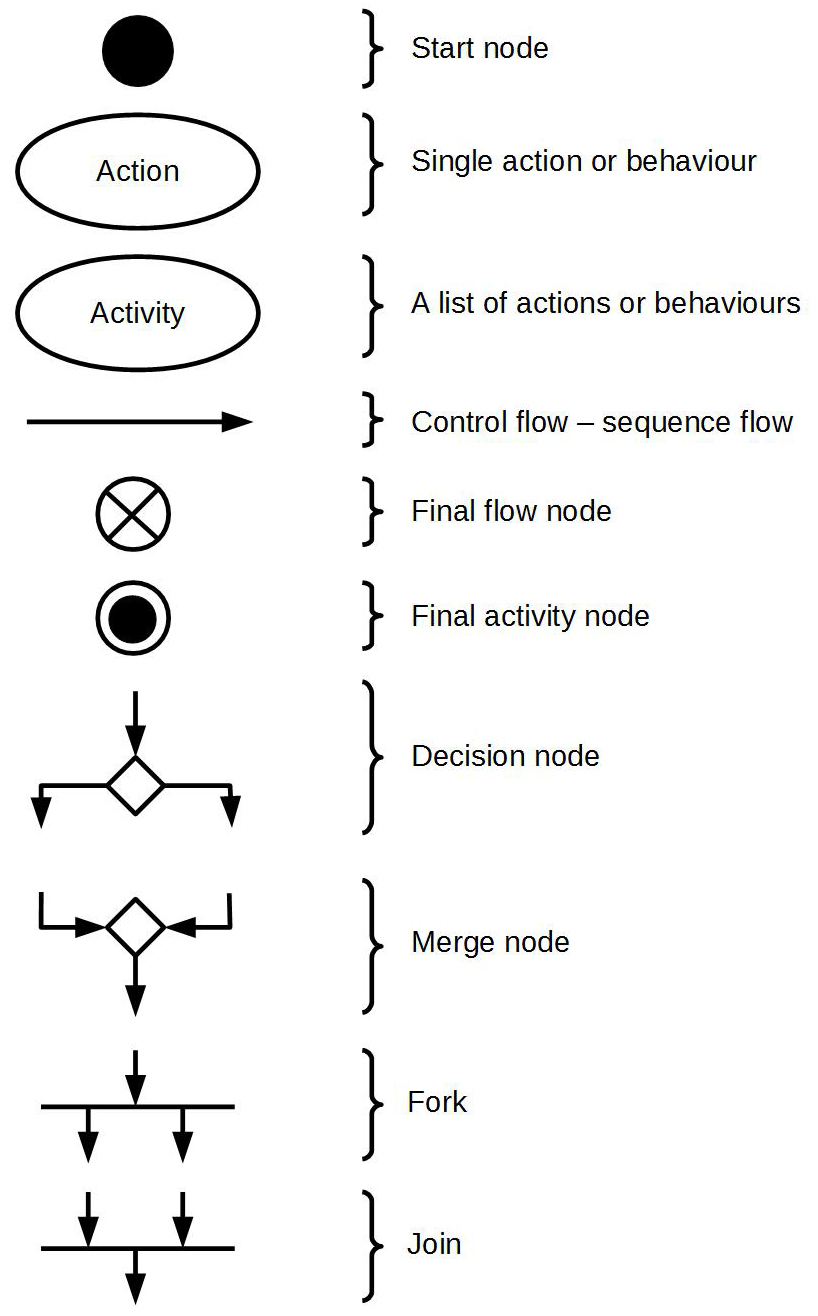 Start node
Action
Single action or behaviour
Activity
A list of actions or behaviours
Control flow – sequence flow
Final flow node
Final activity node
Decision node
Merge node
Fork
Join